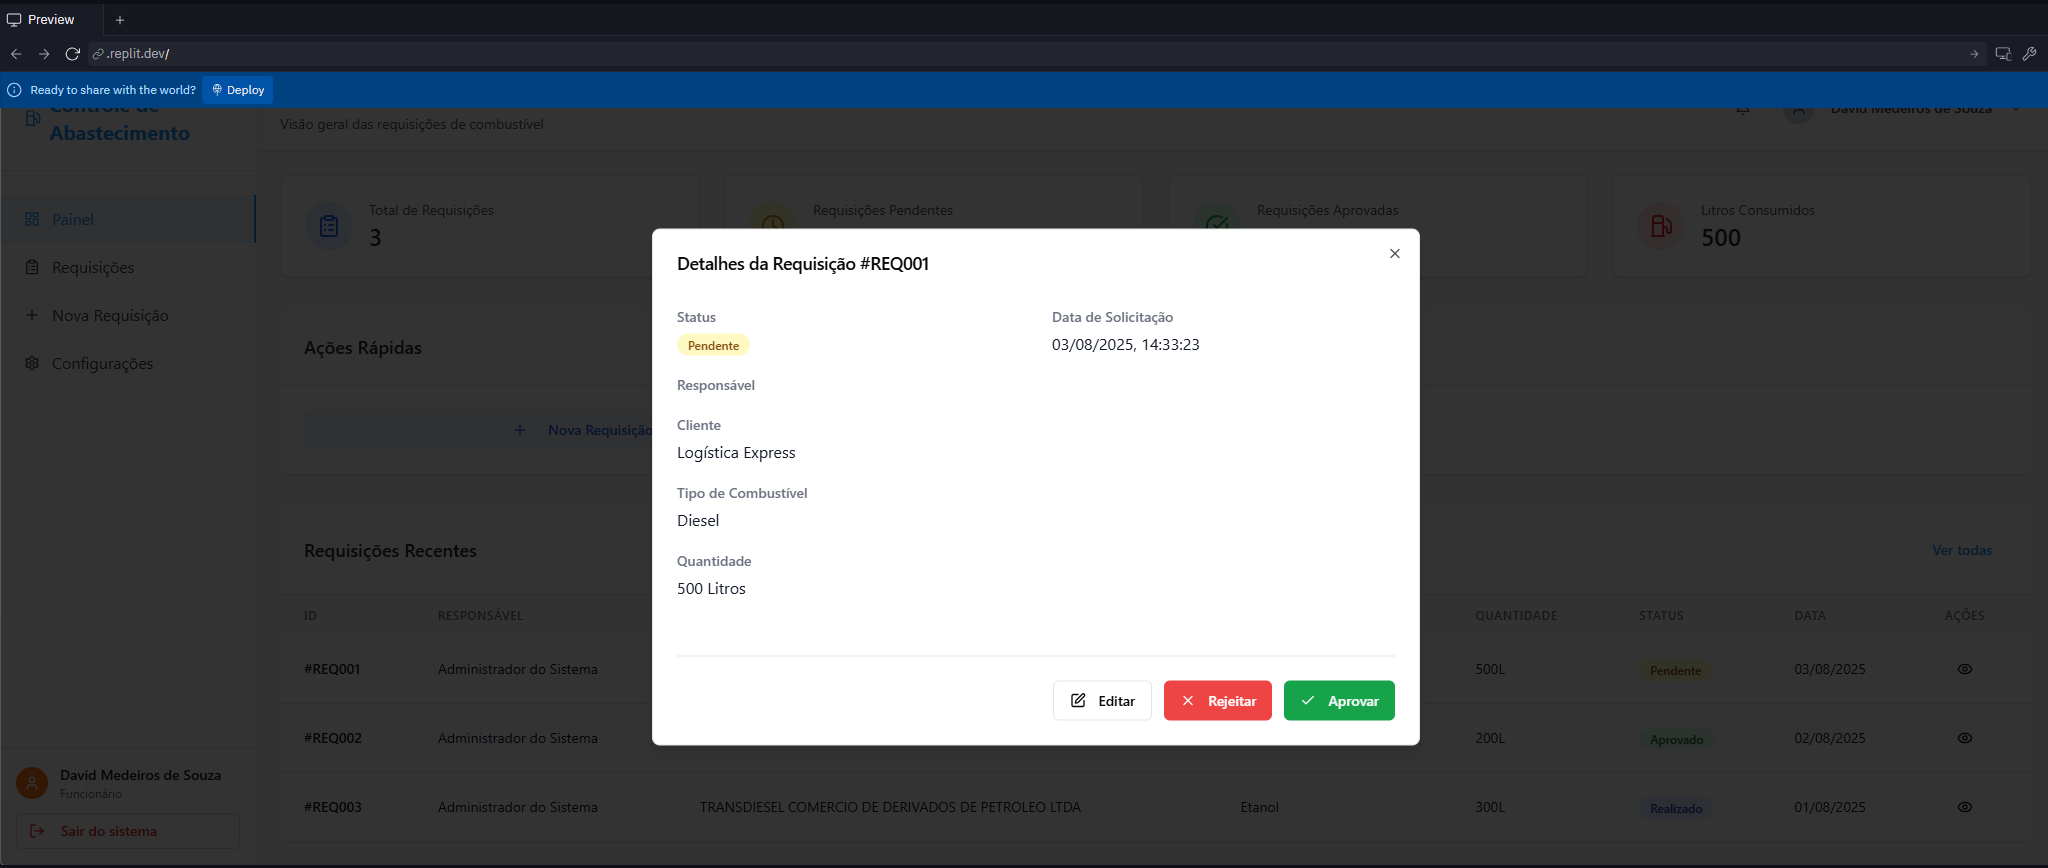 Preview
.replit.dev/
Ready to share with the world?
Deploy
Controle de
Abastecimento
Visão geral das requisições de combustível
David Medeiros de Souza
Painel
Requisições
Nova Requisição
Configurações
Total de Requisições
3
Requisições Pendentes
Requisições Aprovadas
Litros Consumidos
500
Ações Rápidas
Nova Requisição
Detalhes da Requisição #REQ001
Status
Pendente
Data de Solicitação
03/08/2025, 14:33:23
Responsável
Cliente
Logística Express
Tipo de Combustível
Diesel
Quantidade
500 Litros
Editar
Rejeitar
Aprovar
Requisições Recentes
Ver todas
ID RESPONSÁVEL QUANTIDADE STATUS DATA AÇÕES
#REQ001 Administrador do Sistema 500L Pendente 03/08/2025
#REQ002 Administrador do Sistema 200L Aprovado 02/08/2025
#REQ003 Administrador do Sistema TRANSDIESEL COMERCIO DE DERIVADOS DE PETROLEO LTDA Etanol 300L Realizado 01/08/2025
David Medeiros de Souza
Funcionário
Sair do sistema